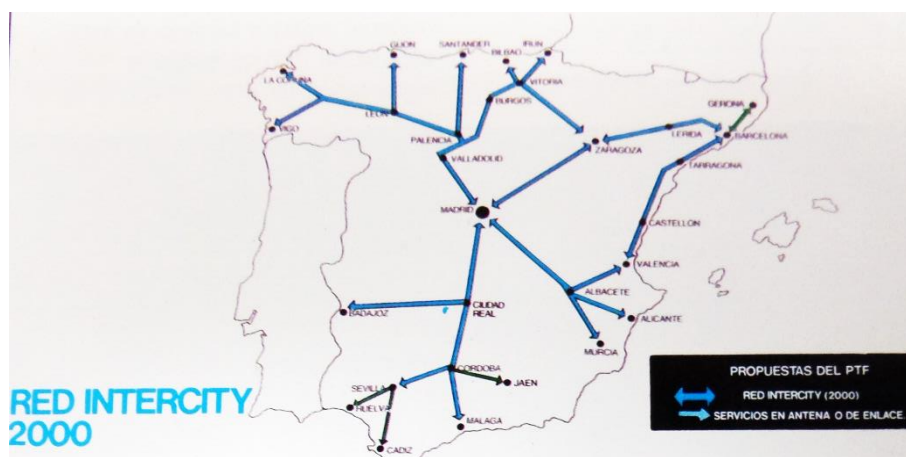 GIJON
SANTANDER
BILBAO
IRUN
LA CORUÑA
VITORIA
BURGOS
LEON
VIGO
PALENCIA
GERONA
LERIDA
BARCELONA
ZARAGOZA
VALLADOLID
TARRAGONA
MADRID
CASTELLON
VALENCIA
ALBACETE
CIUDAD
REAL
BADAJOZ
ALICANTE
MURCIA
CORDOBA
SEVILLA
JAEN
HUELVA
MALAGA
CADIZ
RED INTERCITY
2000
PROPUESTAS DEL PTF
RED INTERCITY (2000)
SERVICIOS EN ANTENA O DE ENLACE.